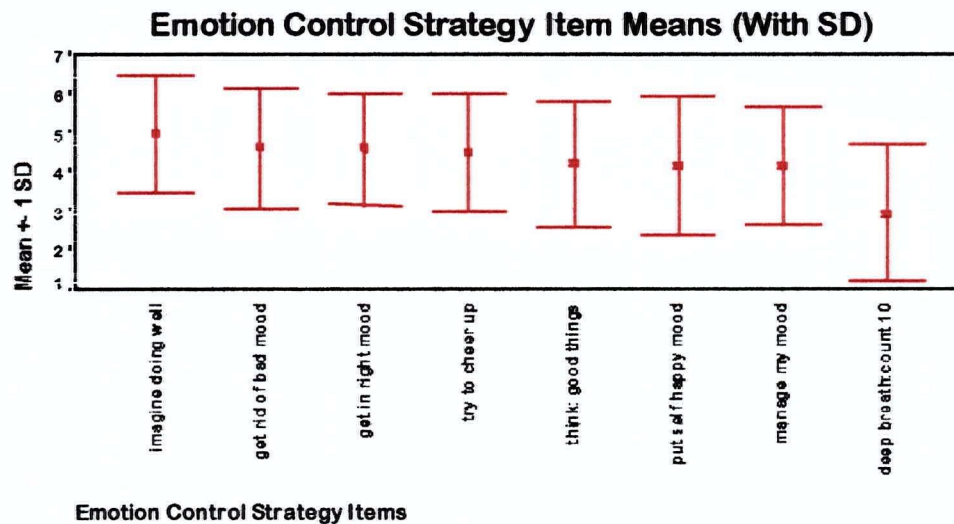 Emotion Control Strategy Item Means (With SD)
Mean +- 1 SD
7
6
5
4
3
2
1
imagine doing well
get rid of bad mood
get in right mood
try to cheer up
think: good things
put self happy mood
manage my mood
deep breath:count 10
Emotion Control Strategy Items